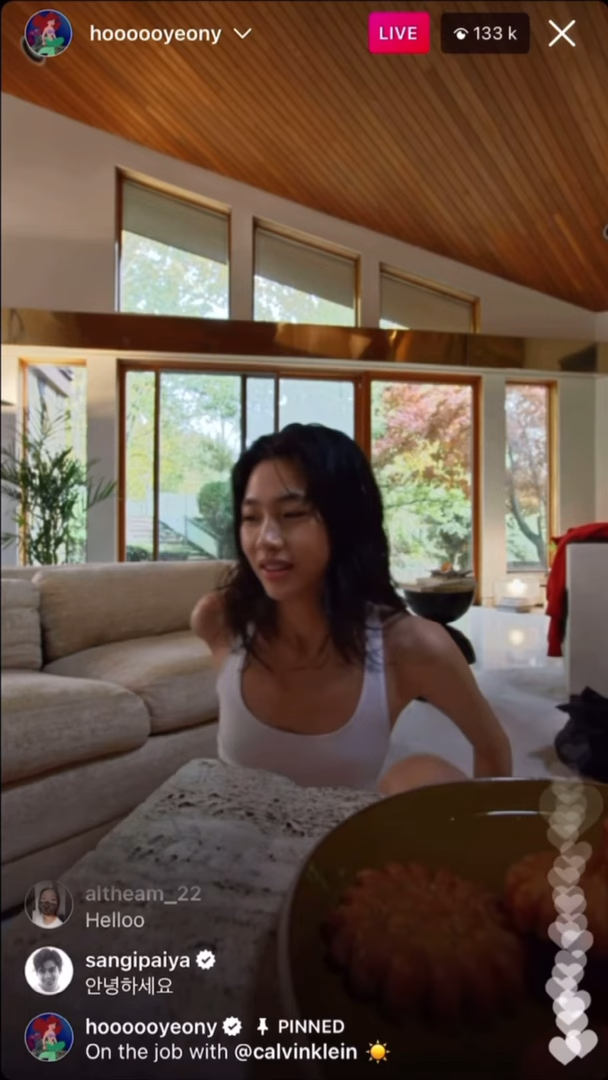 hoooooyeony
LIVE
133 k
altheam_22
Helloo
sangipaiya
안녕하세요
hoooooyeony PINNED
On the job with @calvinklein ☀️